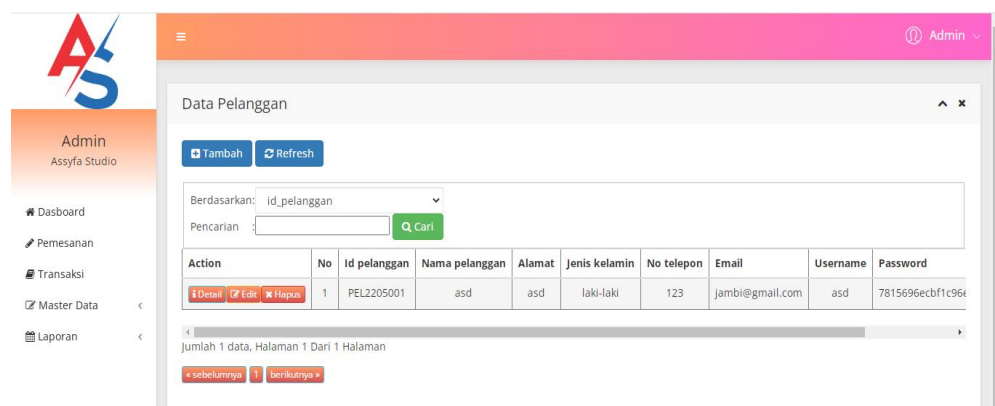 AS
Admin
Admin
Assyfa Studio
Dasboard
Pemesanan
Transaksi
Master Data
Laporan
Data Pelanggan
Tambah Refresh
Berdasarkan: id_pelanggan
Pencarian : Cari
Action No Id pelanggan Nama pelanggan Alamat Jenis kelamin No telepon Email Username Password
Detail Edit Hapus 1 PEL2205001 asd asd laki-laki 123 jambi@gmail.com asd 7815696ecbf1c96e
Jumlah 1 data, Halaman 1 Dari 1 Halaman
« sebelumnya 1 berikutnya »